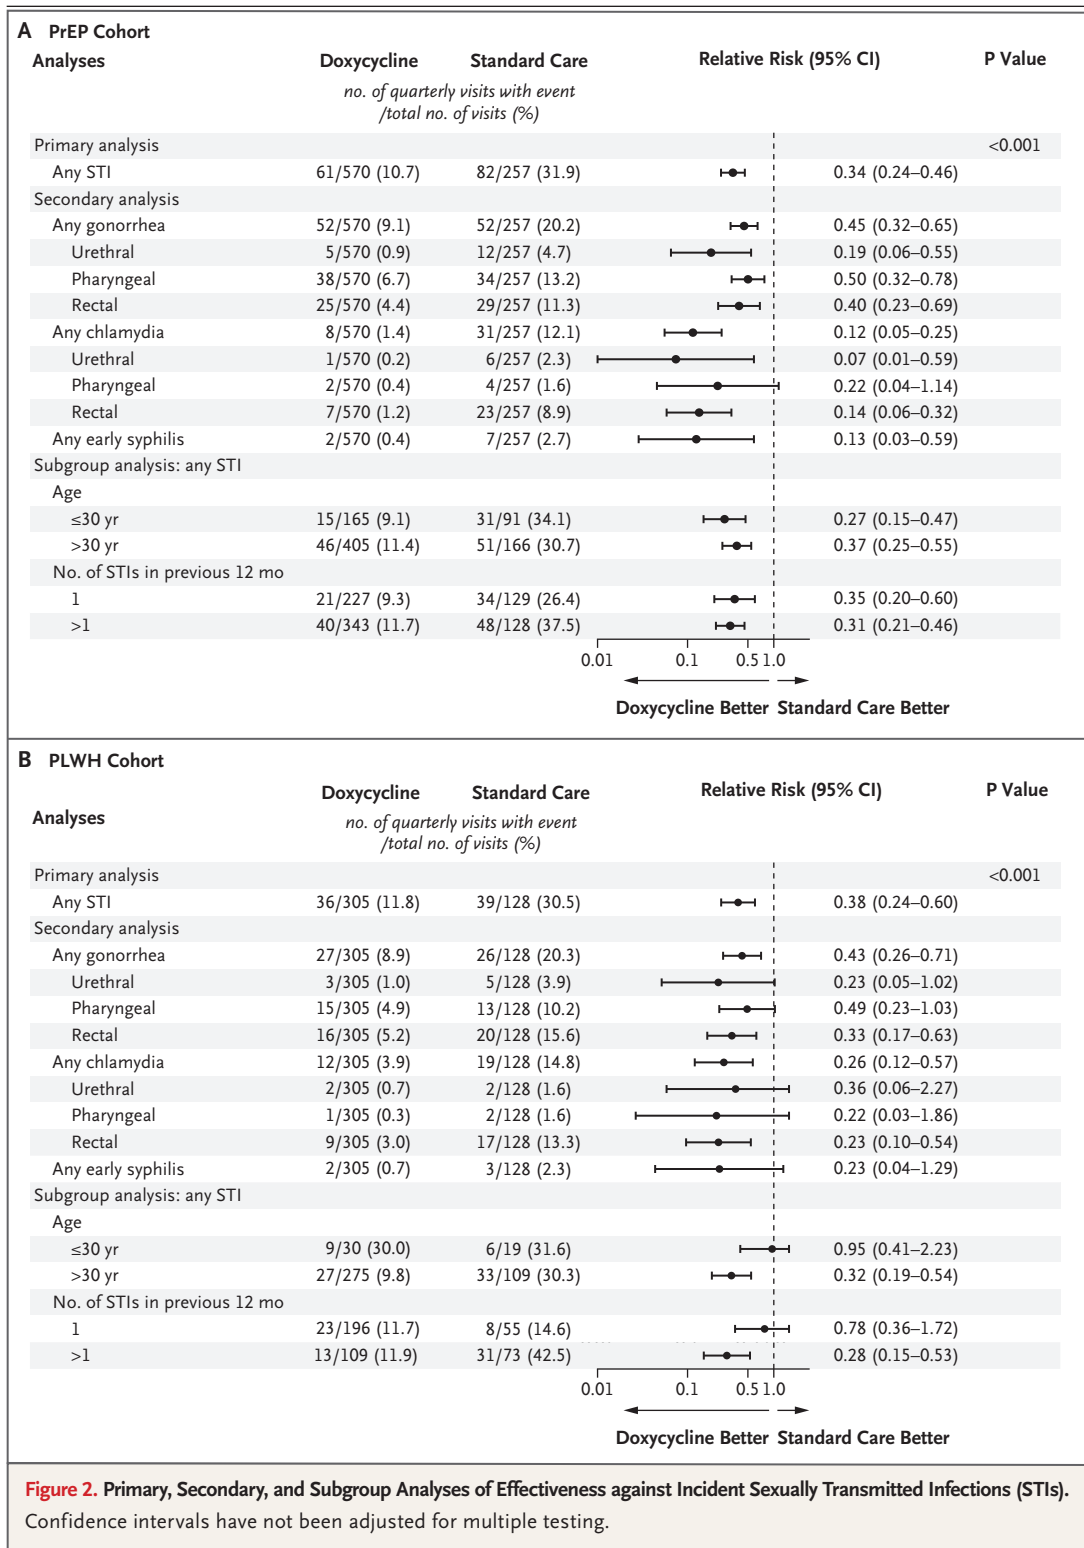 A PrEP Cohort
Analyses Doxycycline Standard Care Relative Risk (95% CI) P Value
no. of quarterly visits with event
/total no. of visits (%)
Primary analysis <0.001
Any STI 61/570 (10.7) 82/257 (31.9) 0.34 (0.24–0.46)
Secondary analysis
Any gonorrhea 52/570 (9.1) 52/257 (20.2) 0.45 (0.32–0.65)
Urethral 5/570 (0.9) 12/257 (4.7) 0.19 (0.06–0.55)
Pharyngeal 38/570 (6.7) 34/257 (13.2) 0.50 (0.32–0.78)
Rectal 25/570 (4.4) 29/257 (11.3) 0.40 (0.23–0.69)
Any chlamydia 8/570 (1.4) 31/257 (12.1) 0.12 (0.05–0.25)
Urethral 1/570 (0.2) 6/257 (2.3) 0.07 (0.01–0.59)
Pharyngeal 2/570 (0.4) 4/257 (1.6) 0.22 (0.04–1.14)
Rectal 7/570 (1.2) 23/257 (8.9) 0.14 (0.06–0.32)
Any early syphilis 2/570 (0.4) 7/257 (2.7) 0.13 (0.03–0.59)
Subgroup analysis: any STI
Age
≤30 yr 15/165 (9.1) 31/91 (34.1) 0.27 (0.15–0.47)
>30 yr 46/405 (11.4) 51/166 (30.7) 0.37 (0.25–0.55)
No. of STIs in previous 12 mo
1 21/227 (9.3) 34/129 (26.4) 0.35 (0.20–0.60)
>1 40/343 (11.7) 48/128 (37.5) 0.31 (0.21–0.46)
0.01 0.1 0.5 1.0
Doxycycline Better Standard Care Better
B PLWH Cohort
Doxycycline Standard Care Relative Risk (95% CI) P Value
Analyses
no. of quarterly visits with event
/total no. of visits (%)
Primary analysis <0.001
Any STI 36/305 (11.8) 39/128 (30.5) 0.38 (0.24–0.60)
Secondary analysis
Any gonorrhea 27/305 (8.9) 26/128 (20.3) 0.43 (0.26–0.71)
Urethral 3/305 (1.0) 5/128 (3.9) 0.23 (0.05–1.02)
Pharyngeal 15/305 (4.9) 13/128 (10.2) 0.49 (0.23–1.03)
Rectal 16/305 (5.2) 20/128 (15.6) 0.33 (0.17–0.63)
Any chlamydia 12/305 (3.9) 19/128 (14.8) 0.26 (0.12–0.57)
Urethral 2/305 (0.7) 2/128 (1.6) 0.36 (0.06–2.27)
Pharyngeal 1/305 (0.3) 2/128 (1.6) 0.22 (0.03–1.86)
Rectal 9/305 (3.0) 17/128 (13.3) 0.23 (0.10–0.54)
Any early syphilis 2/305 (0.7) 3/128 (2.3) 0.23 (0.04–1.29)
Subgroup analysis: any STI
Age
≤30 yr 9/30 (30.0) 6/19 (31.6) 0.95 (0.41–2.23)
>30 yr 27/275 (9.8) 33/109 (30.3) 0.32 (0.19–0.54)
No. of STIs in previous 12 mo
1 23/196 (11.7) 8/55 (14.6) 0.78 (0.36–1.72)
>1 13/109 (11.9) 31/73 (42.5) 0.28 (0.15–0.53)
0.01 0.1 0.5 1.0
Doxycycline Better Standard Care Better
Figure 2. Primary, Secondary, and Subgroup Analyses of Effectiveness against Incident Sexually Transmitted Infections (STIs).
Confidence intervals have not been adjusted for multiple testing.